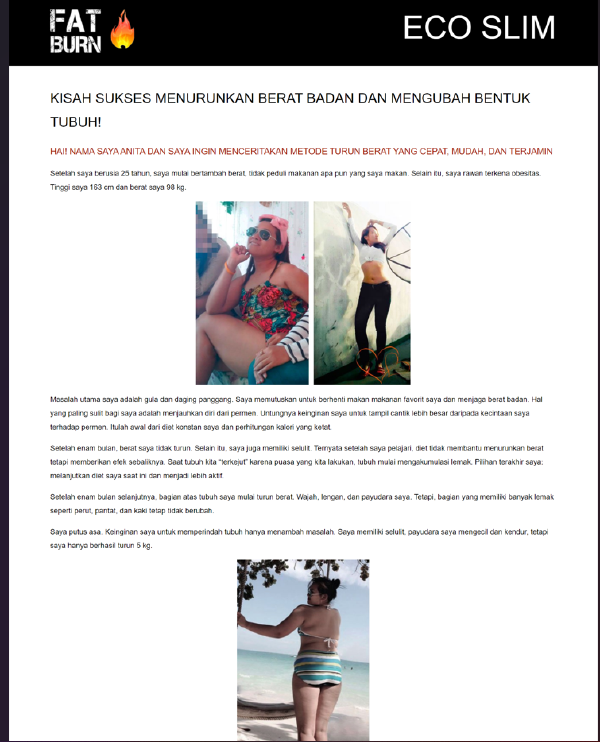 FAT
BURN
ECO SLIM
KISAH SUKSES MENURUNKAN BERAT BADAN DAN MENGUBAH BENTUK
TUBUH!
HAI! NAMA SAYA ANITA DAN SAYA INGIN MENCERITAKAN METODE TURUN BERAT YANG CEPAT, MUDAH, DAN TERJAMIN
Setelah saya berusia 25 tahun, saya mulai bertambah berat, tidak peduli makanan apa pun yang saya makan. Selain itu, saya rawan terkena obesitas.
Tinggi saya 163 cm dan berat saya 98 kg.
Masalah utama saya adalah gula dan daging panggang. Saya memutuskan untuk berhenti makan makanan favorit saya dan menjaga berat badan. Hal
yang paling sulit bagi saya adalah menjauhkan diri dari permen. Untungnya keinginan saya untuk tampil cantik lebih besar daripada kecintaan saya
terhadap permen. Itulah awal dari diet konstan saya dan perhitungan kalori yang ketat.
Setelah enam bulan, berat saya tidak turun. Selain itu, saya juga memiliki selulit. Ternyata setelah saya pelajari, diet tidak membantu menurunkan berat
tetapi memberikan efek sebaliknya. Saat tubuh kita "terkejut" karena puasa yang kita lakukan, tubuh mulai mengakumulasi lemak. Pilihan terakhir saya:
melanjutkan diet saya saat ini dan menjadi lebih aktif.
Setelah enam bulan selanjutnya, bagian atas tubuh saya mulai turun berat. Wajah, lengan, dan payudara saya. Tetapi, bagian yang memiliki banyak lemak
seperti perut, pantat, dan kaki tetap tidak berubah.
Saya putus asa. Keinginan saya untuk memperindah tubuh hanya menambah masalah. Saya memiliki selulit, payudara saya mengecil dan kendur, tetapi
saya hanya berhasil turun 5 kg.